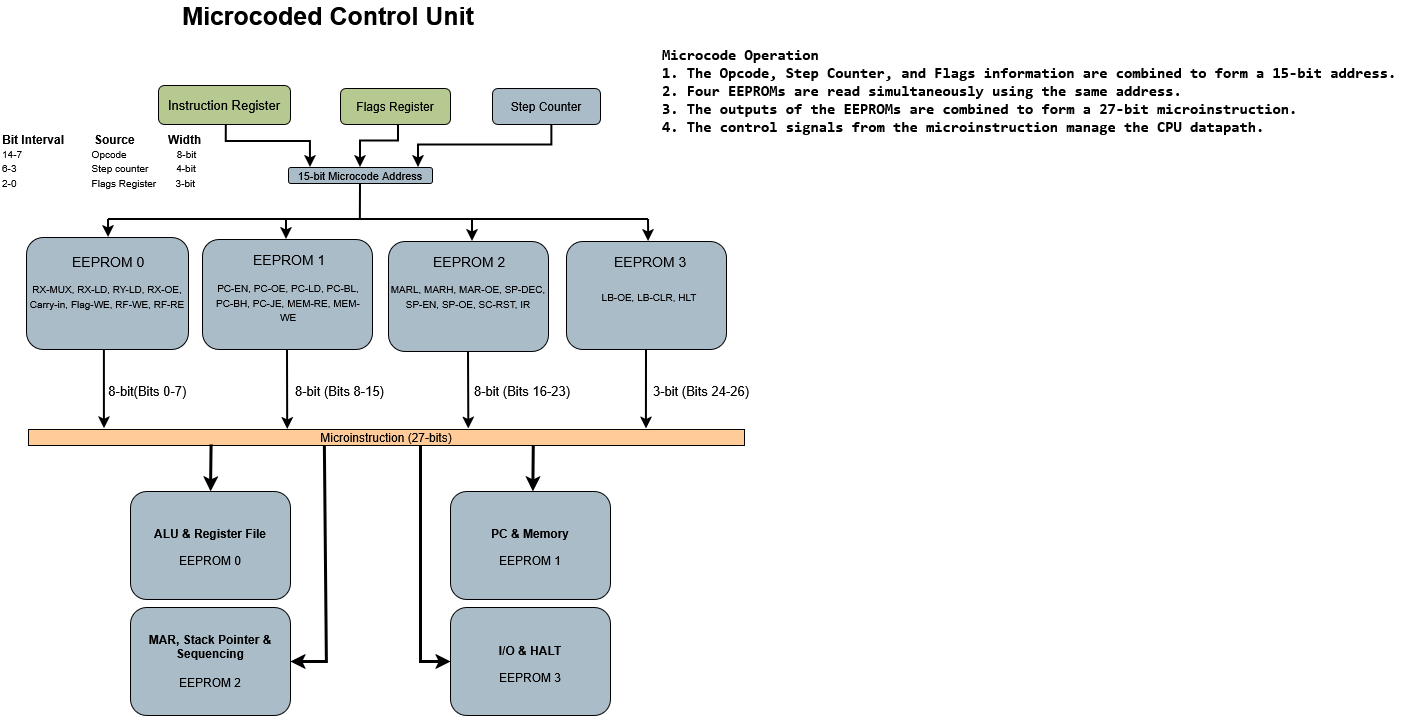 Microcoded Control Unit
Microcode Operation
1. The Opcode, Step Counter, and Flags information are combined to form a 15-bit address.
2. Four EEPROMs are read simultaneously using the same address.
3. The outputs of the EEPROMs are combined to form a 27-bit microinstruction.
4. The control signals from the microinstruction manage the CPU datapath.
Instruction Register
Flags Register
Step Counter
Bit Interval Source Width
14-7 Opcode 8-bit
6-3 Step counter 4-bit
2-0 Flags Register 3-bit
15-bit Microcode Address
EEPROM 0
RX-MUX, RX-LD, RY-LD, RX-OE,
Carry-in, Flag-WE, RF-WE, RF-RE
EEPROM 1
PC-EN, PC-OE, PC-LD, PC-BL,
PC-BH, PC-JE, MEM-RE, MEM-
WE
EEPROM 2
MARL, MARH, MAR-OE, SP-DEC,
SP-EN, SP-OE, SC-RST, IR
EEPROM 3
LB-OE, LB-CLR, HLT
8-bit(Bits 0-7)
8-bit (Bits 8-15)
8-bit (Bits 16-23)
3-bit (Bits 24-26)
Microinstruction (27-bits)
ALU & Register File
EEPROM 0
PC & Memory
EEPROM 1
MAR, Stack Pointer &
Sequencing
EEPROM 2
I/O & HALT
EEPROM 3